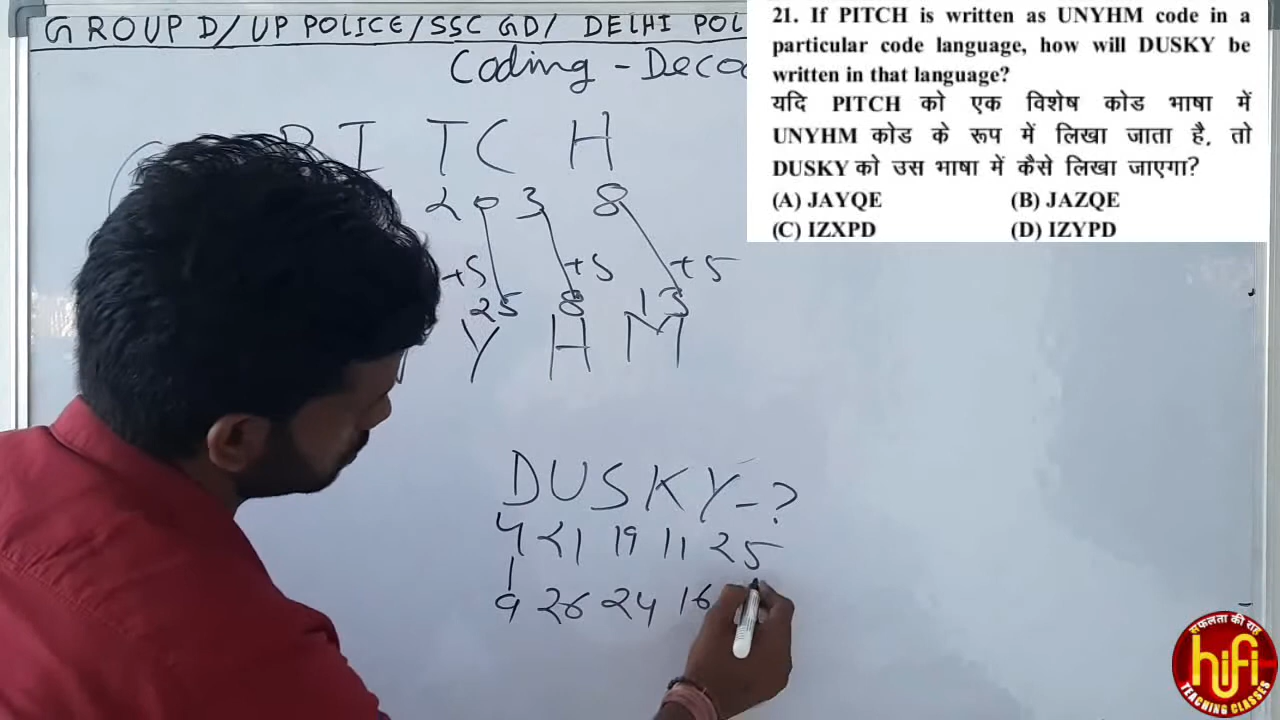 GROUP D/ UP POLICE/SSC GD/ DELHI POL
Coding - Deco
PITCH
20 3 8
+5 +5 +5
25 8 13
Y H M
DUSKY - ?
4 21 19 11 25
9 26 24 16
21. If PITCH is written as UNYHM code in a
particular code language, how will DUSKY be
written in that language?
यदि PITCH को एक विशेष कोड भाषा में
UNYHM कोड के रूप में लिखा जाता है, तो
DUSKY को उस भाषा में कैसे लिखा जाएगा?
(A) JAYQE (B) JAZQE
(C) IZXPD (D) IZYPD
सफलता की राह
hifi
TEACHING CLASSES